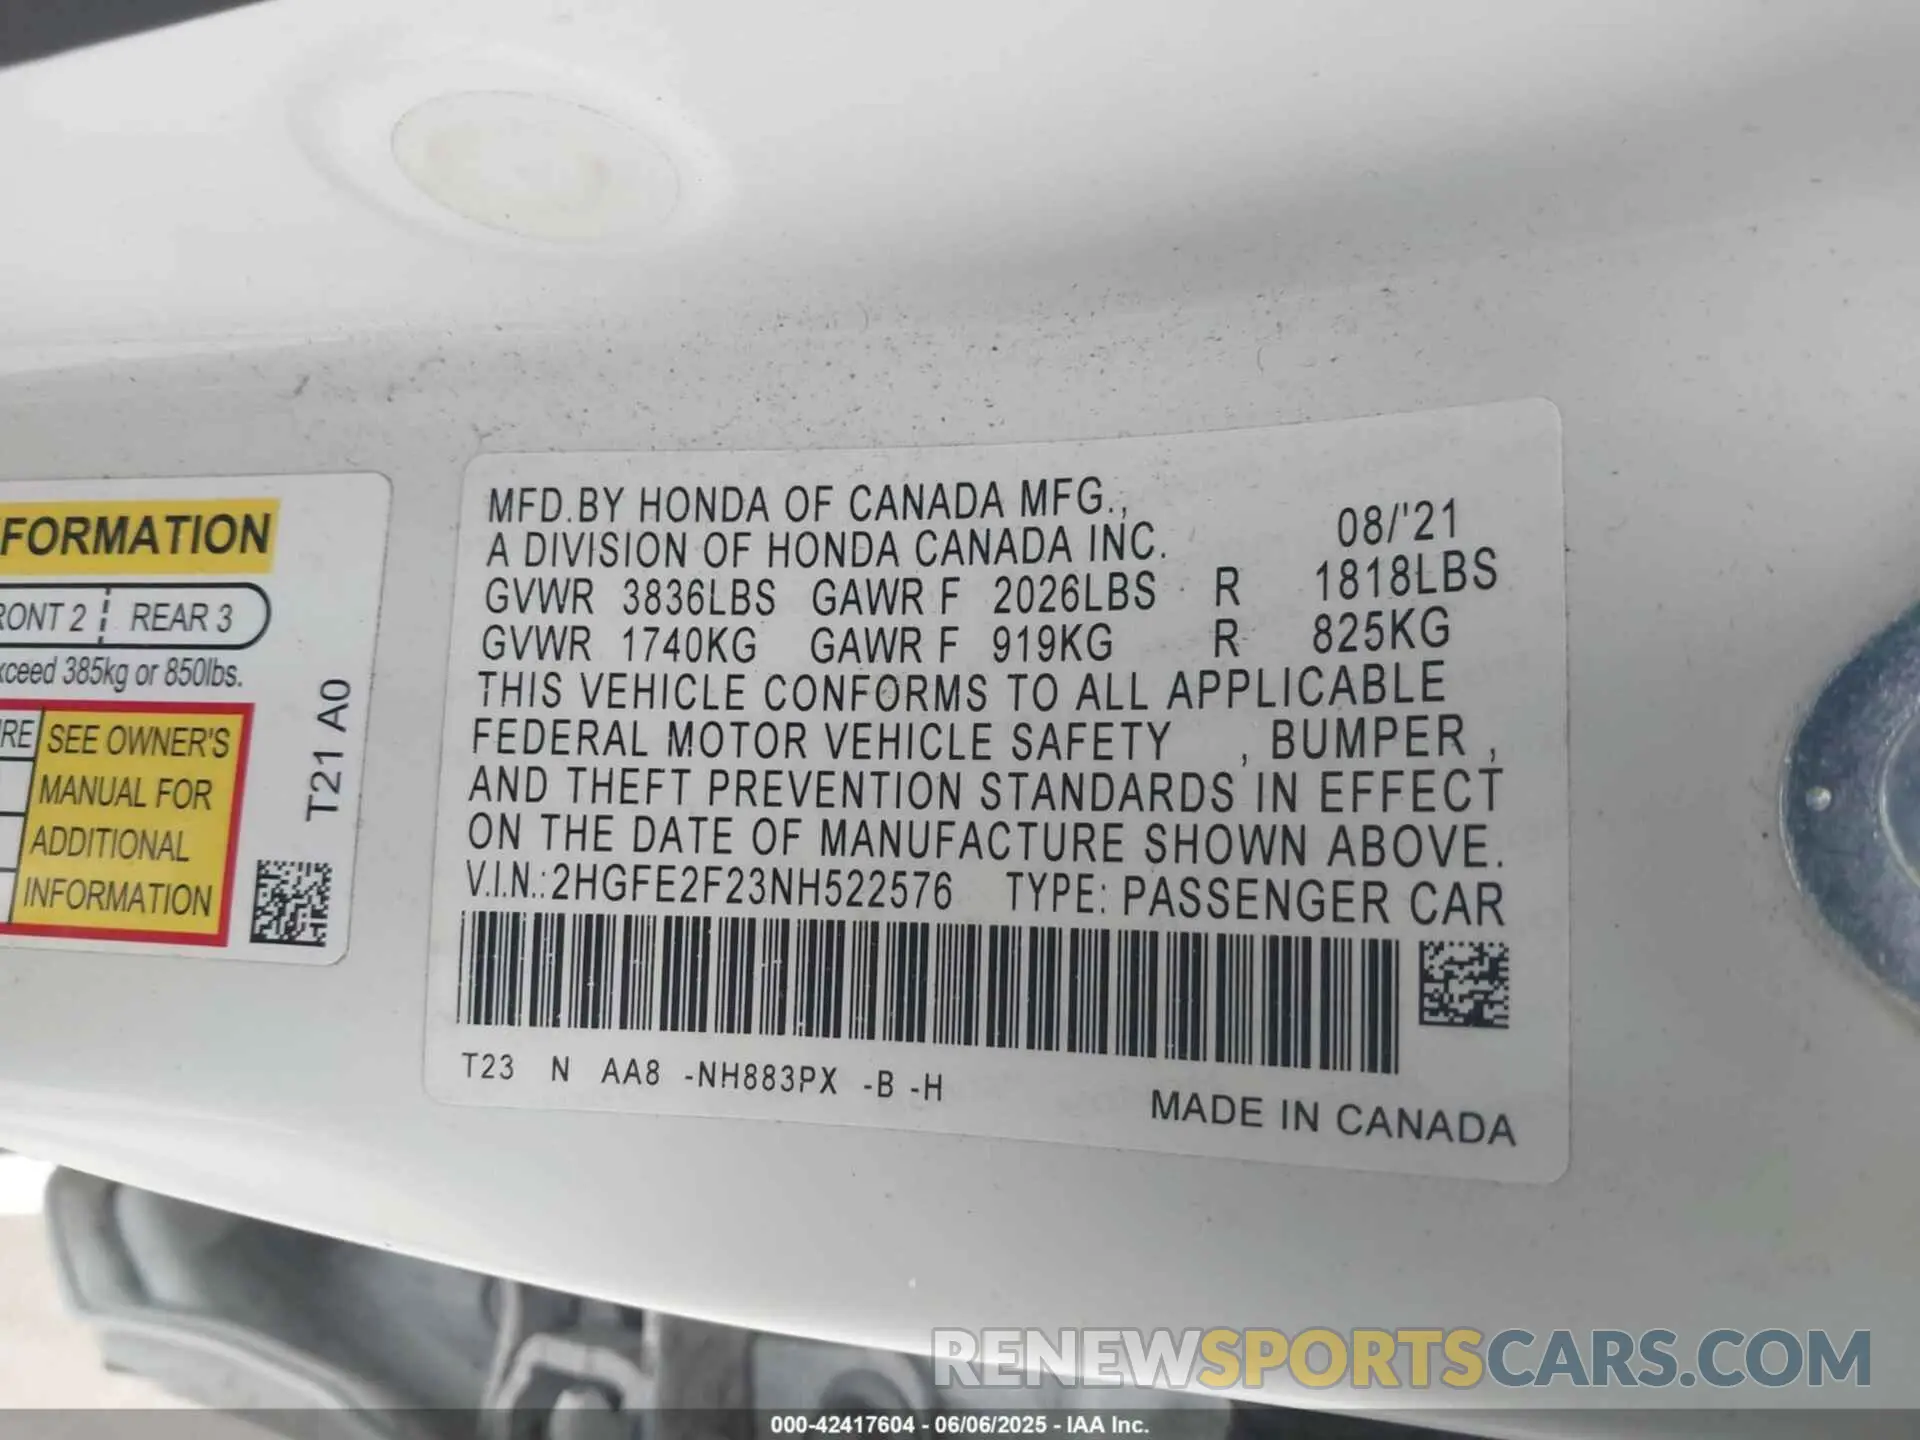 FORMATION
FRONT 2 REAR 3
exceed 385kg or 850lbs.
RE
SEE OWNER'S
MANUAL FOR
ADDITIONAL
INFORMATION
T21 A0
MFD.BY HONDA OF CANADA MFG.,
A DIVISION OF HONDA CANADA INC. 08/'21
GVWR 3836LBS GAWR F 2026LBS R 1818LBS
GVWR 1740KG GAWR F 919KG R 825KG
THIS VEHICLE CONFORMS TO ALL APPLICABLE
FEDERAL MOTOR VEHICLE SAFETY , BUMPER ,
AND THEFT PREVENTION STANDARDS IN EFFECT
ON THE DATE OF MANUFACTURE SHOWN ABOVE.
V.I.N.:2HGFE2F23NH522576 TYPE: PASSENGER CAR
T23 N AA8 -NH883PX -B -H
MADE IN CANADA
RENEWSPORTSCARS.COM
000-42417604 - 06/06/2025 - IAA Inc.